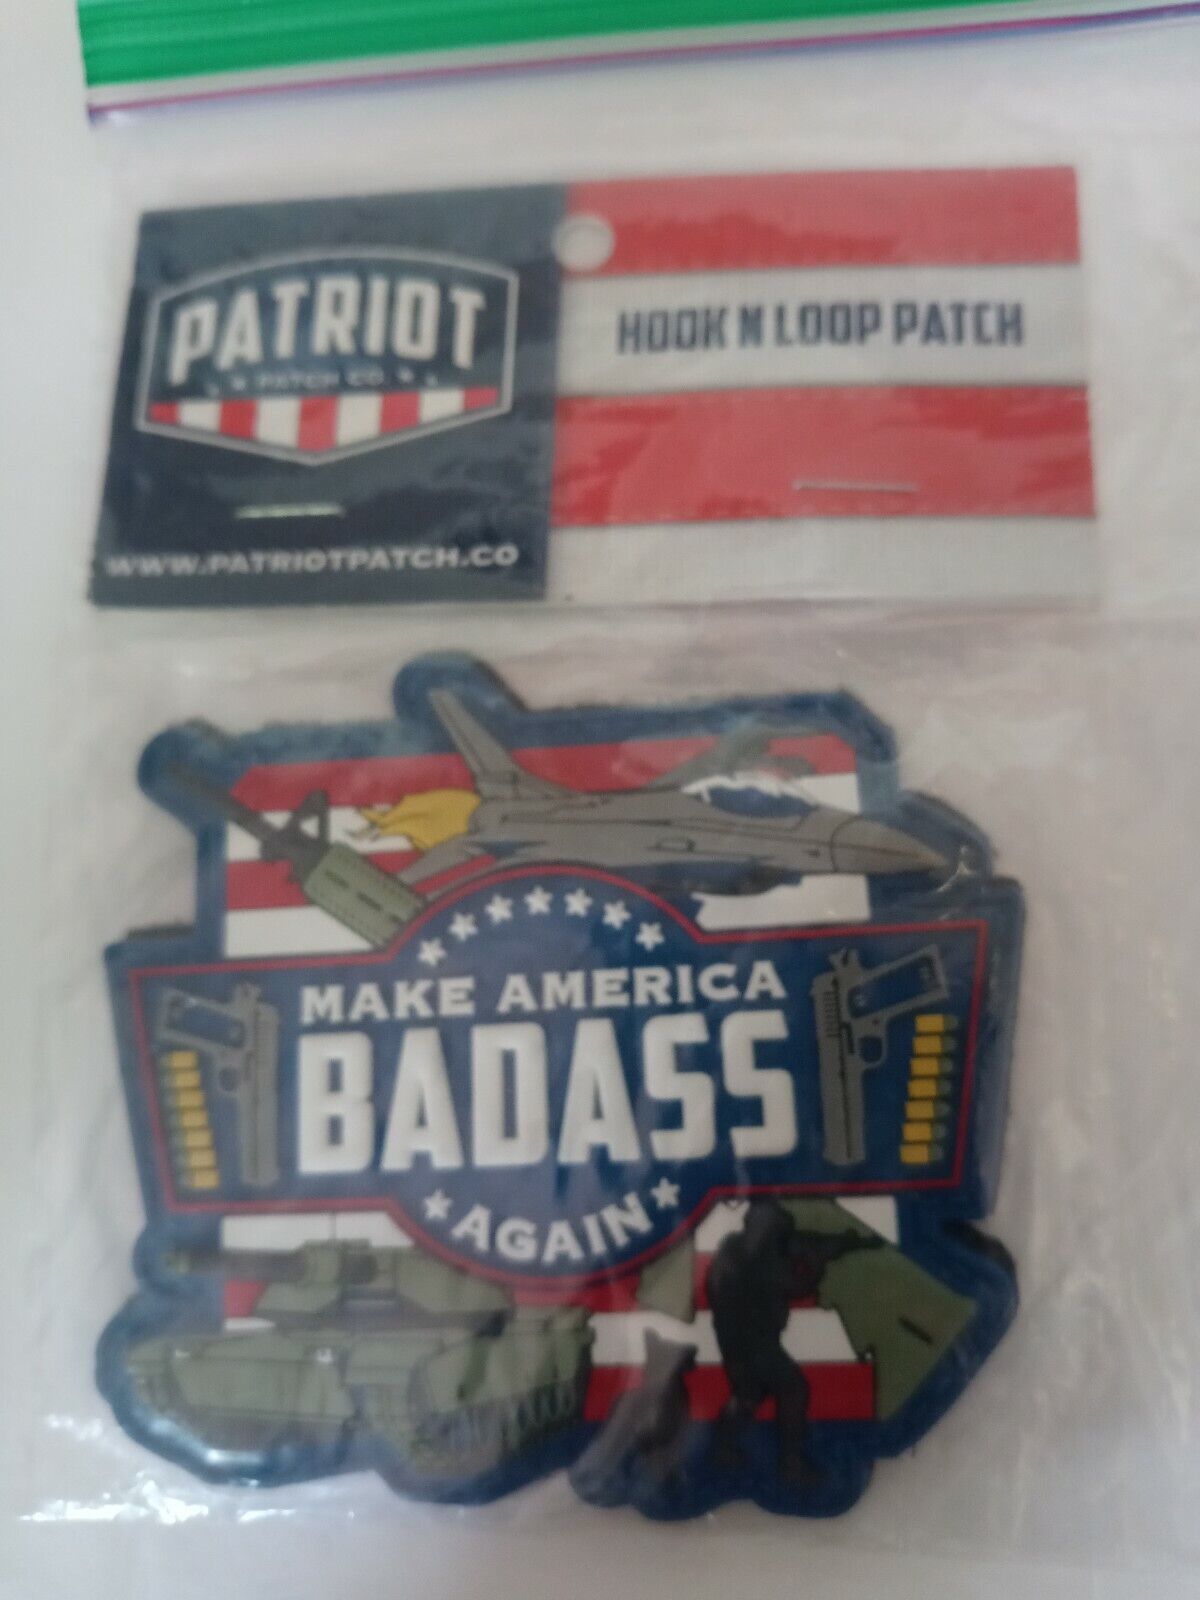 PATRIOT
★ PATCH CO. ★
WWW.PATRIOTPATCH.CO
HOOK N LOOP PATCH
MAKE AMERICA
BADASS
AGAIN